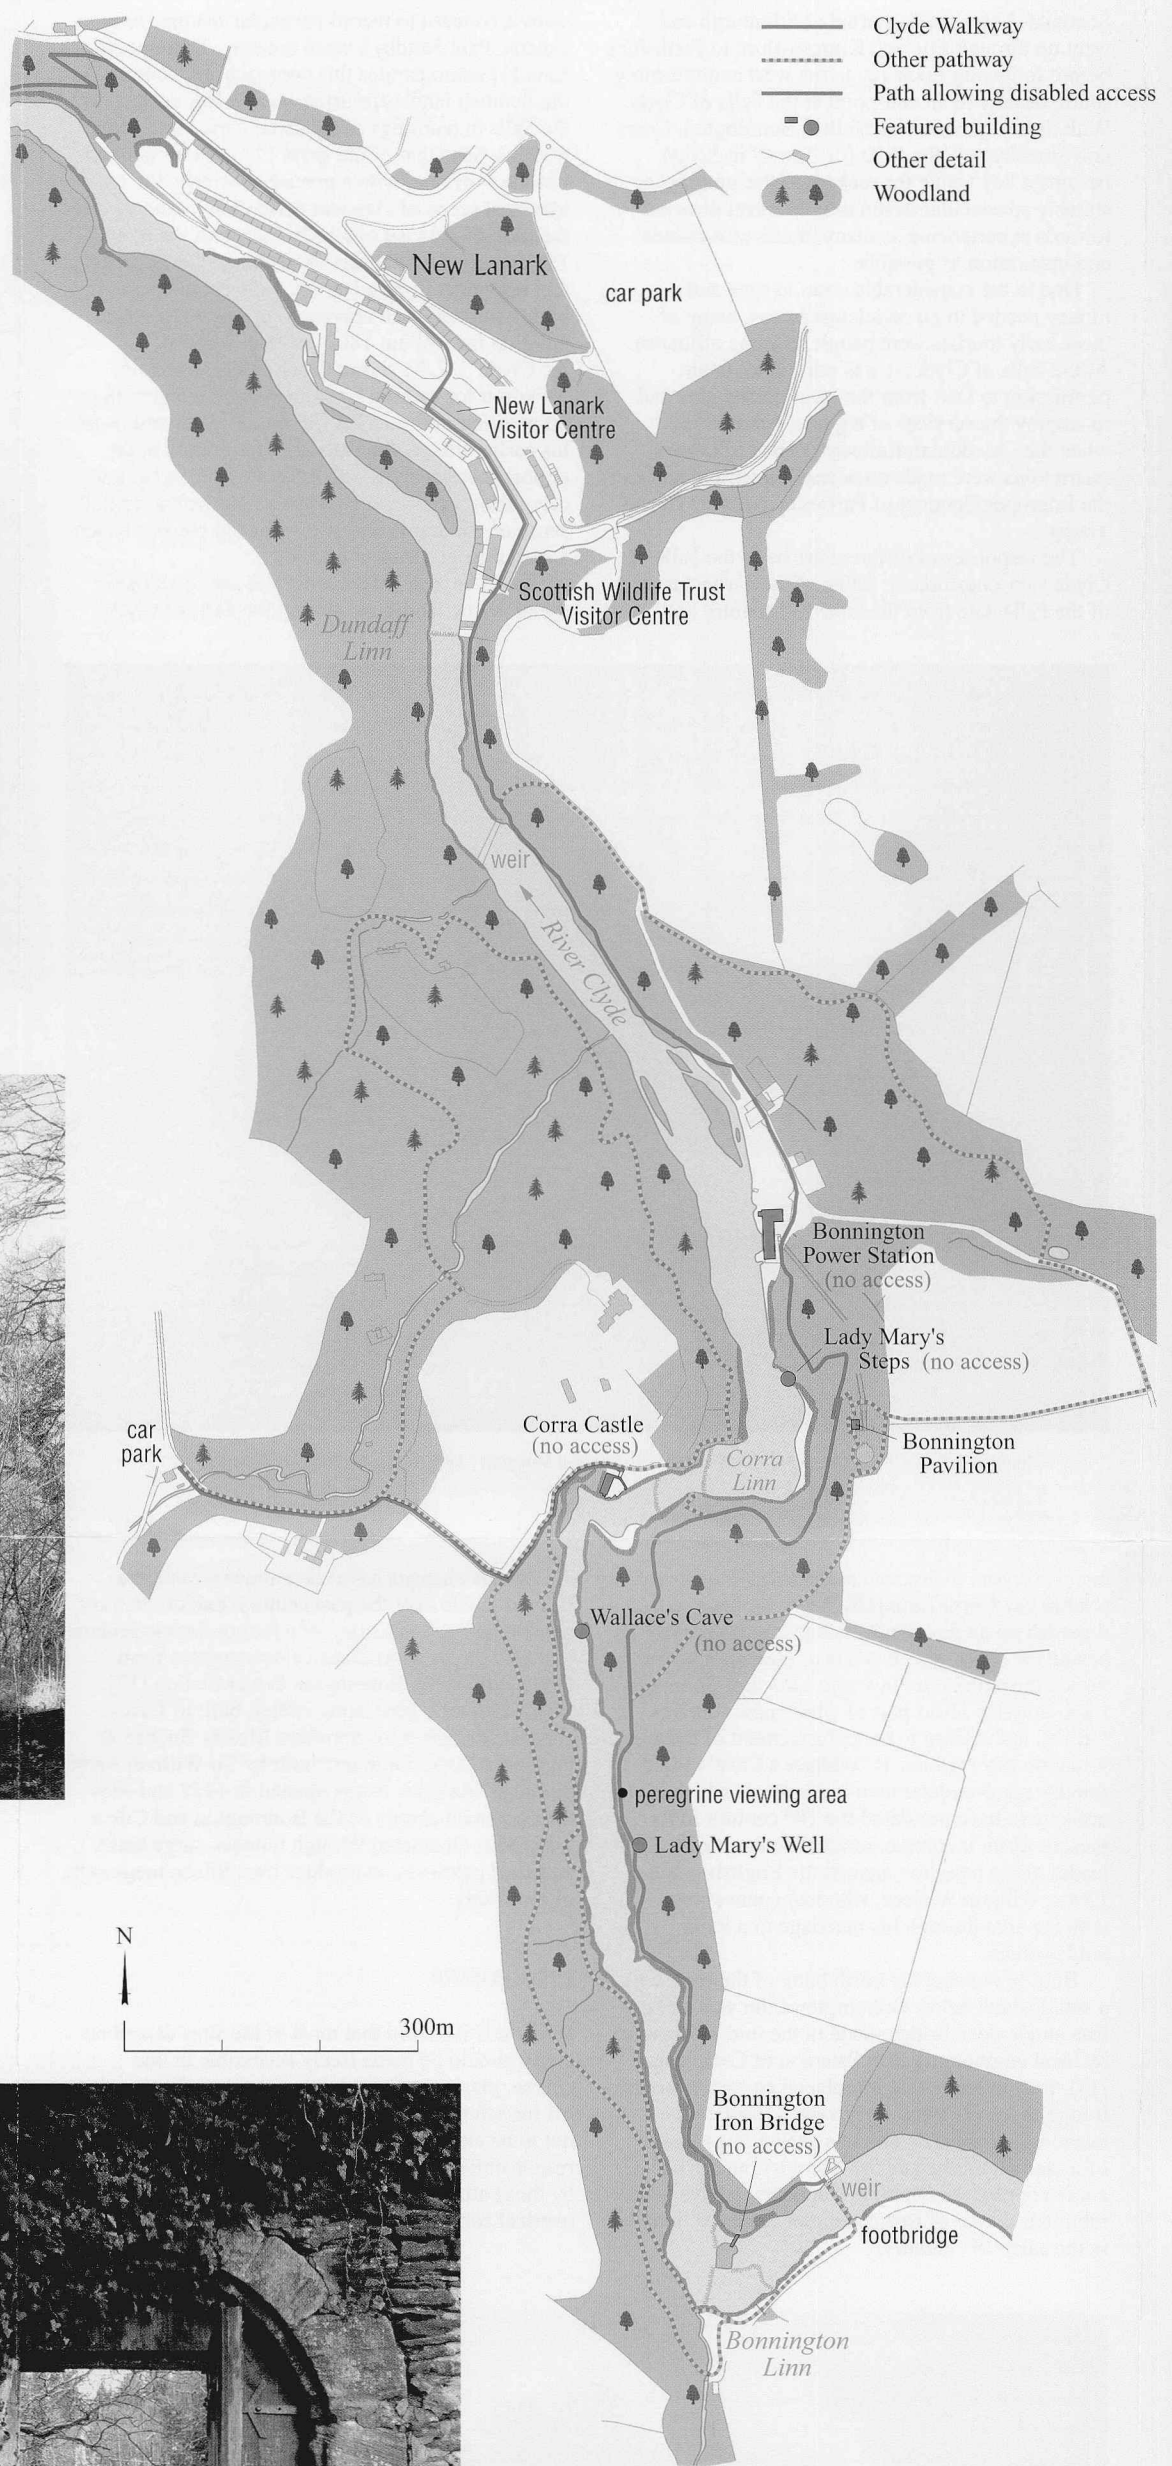 Clyde Walkway
Other pathway
Path allowing disabled access
Featured building
Other detail
Woodland
New Lanark
car park
New Lanark
Visitor Centre
Scottish Wildlife Trust
Visitor Centre
Dundaff
Linn
weir
River Clyde
Bonnington
Power Station
(no access)
Lady Mary's
Steps (no access)
car
park
Corra Castle
(no access)
Corra
Linn
Bonnington
Pavilion
Wallace's Cave
(no access)
peregrine viewing area
Lady Mary's Well
N
300m
Bonnington
Iron Bridge
(no access)
weir
footbridge
Bonnington
Linn